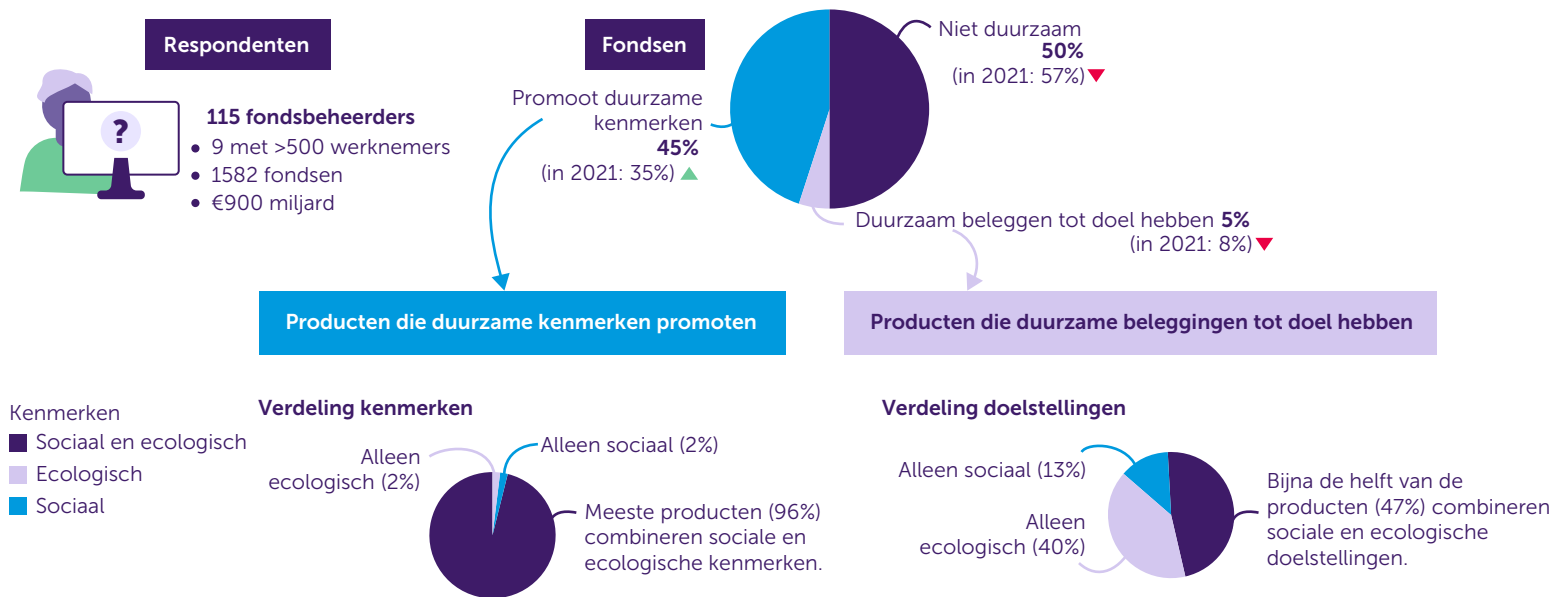 Respondenten
?
115 fondsbeheerders
• 9 met >500 werknemers
• 1582 fondsen
• €900 miljard
Fondsen
Promoot duurzame
kenmerken
45%
(in 2021: 35%)
Niet duurzaam
50%
(in 2021: 57%)
Duurzaam beleggen tot doel hebben 5%
(in 2021: 8%)
Producten die duurzame kenmerken promoten
Producten die duurzame beleggingen tot doel hebben
Kenmerken
Sociaal en ecologisch
Ecologisch
Sociaal
Verdeling kenmerken
Alleen
ecologisch (2%)
Alleen sociaal (2%)
Meeste producten (96%)
combineren sociale en
ecologische kenmerken.
Verdeling doelstellingen
Alleen sociaal (13%)
Alleen
ecologisch (40%)
Bijna de helft van de
producten (47%) combineren
sociale en ecologische
doelstellingen.